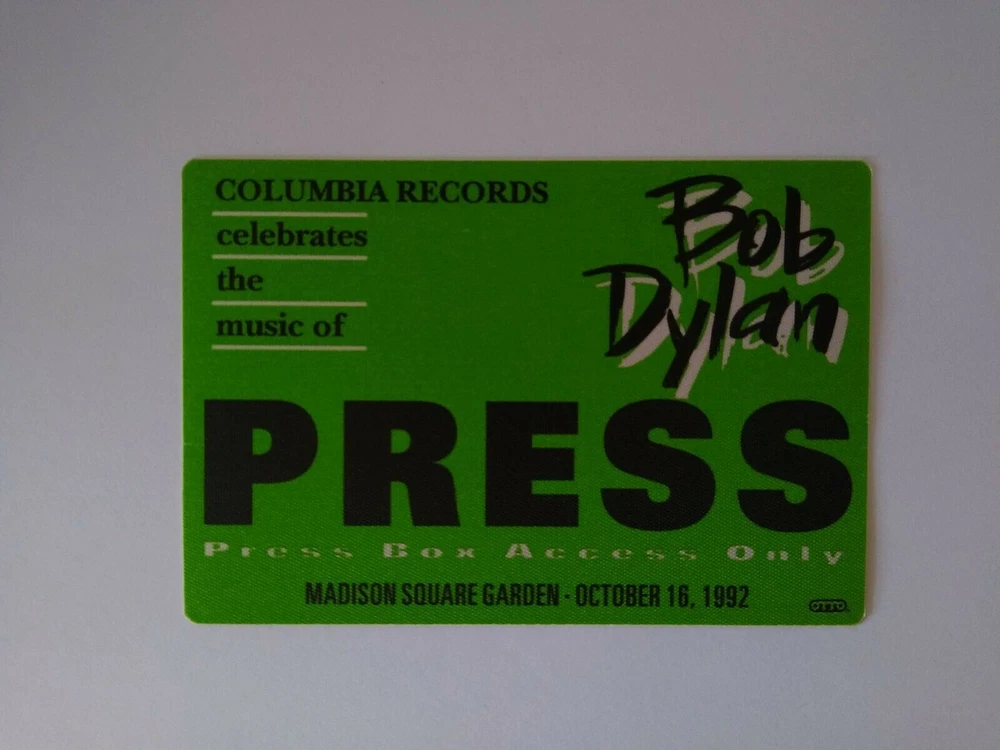 COLUMBIA RECORDS
celebrates
the
music of
Bob
Dylan
PRESS
Press Box Access Only
MADISON SQUARE GARDEN · OCTOBER 16, 1992
OTTO